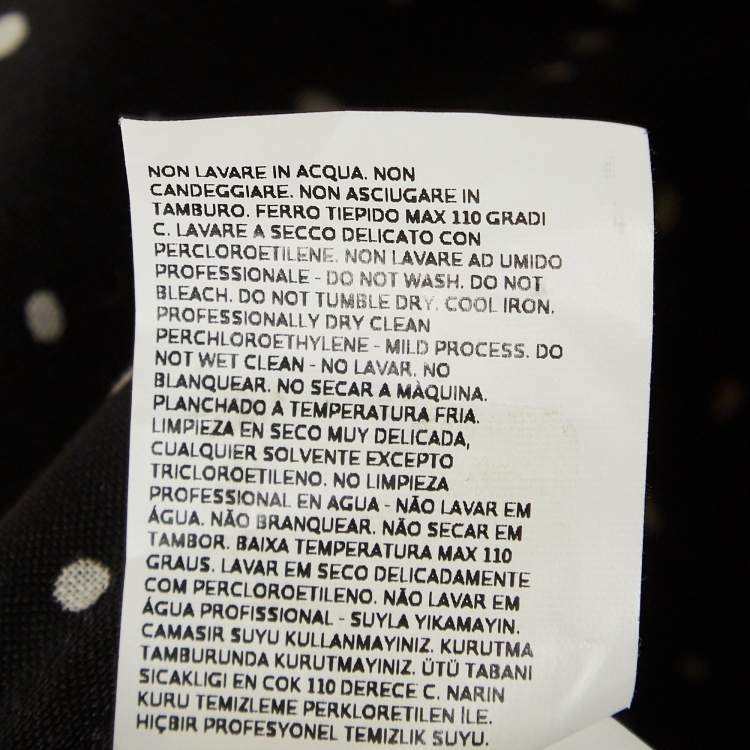 NON LAVARE IN ACQUA. NON
CANDEGGIARE. NON ASCIUGARE IN
TAMBURO. FERRO TIEPIDO MAX 110 GRADI
C. LAVARE A SECCO DELICATO CON
PERCLOROETILENE. NON LAVARE AD UMIDO
PROFESSIONALE - DO NOT WASH. DO NOT
BLEACH. DO NOT TUMBLE DRY. COOL IRON.
PROFESSIONALLY DRY CLEAN
PERCHLOROETHYLENE - MILD PROCESS. DO
NOT WET CLEAN - NO LAVAR. NO
BLANQUEAR. NO SECAR A MÀQUINA.
PLANCHADO A TEMPERATURA FRIA.
LIMPIEZA EN SECO MUY DELICADA,
CUALQUIER SOLVENTE EXCEPTO
TRICLOROETILENO. NO LIMPIEZA
PROFESSIONAL EN AGUA - NÃO LAVAR EM
ÁGUA. NÃO BRANQUEAR. NÃO SECAR EM
TAMBOR. BAIXA TEMPERATURA MAX 110
GRAUS. LAVAR EM SECO DELICADAMENTE
COM PERCLOROETILENO. NÃO LAVAR EM
ÁGUA PROFISSIONAL - SUYLA YIKAMAYIN.
CAMASIR SUYU KULLANMAYINIZ. KURUTMA
TAMBURUNDA KURUTMAYINIZ. ÜTÜ TABANI
SICAKLIGI EN COK 110 DERECE C. NARIN
KURU TEMIZLEME PERKLORETILEN İLE.
HIÇBIR PROFESYONEL TEMIZLIK SUYU.